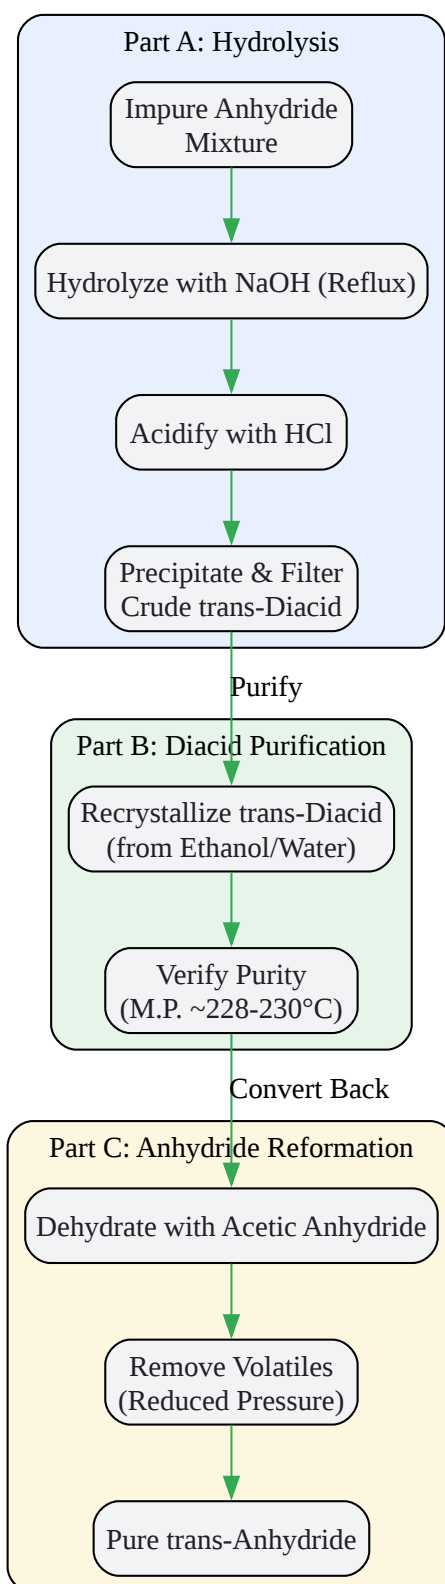 Part A: Hydrolysis
Impure Anhydride
Mixture
Hydrolyze with NaOH (Reflux)
Acidify with HCl
Precipitate & Filter
Crude trans-Diacid
Purify
Part B: Diacid Purification
Recrystallize trans-Diacid
(from Ethanol/Water)
Verify Purity
(M.P. ~228-230°C)
Convert Back
Part C: Anhydride Reformation
Dehydrate with Acetic Anhydride
Remove Volatiles
(Reduced Pressure)
Pure trans-Anhydride